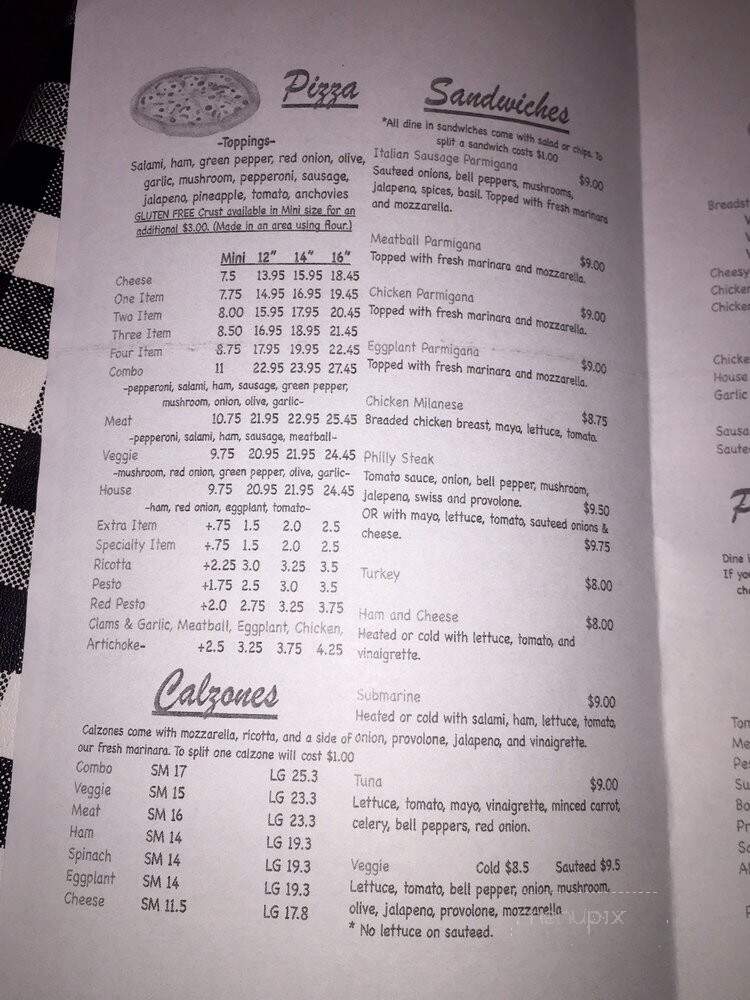 Pizza
-Toppings-
Salami, ham, green pepper, red onion, olive,
garlic, mushroom, pepperoni, sausage,
jalapeno, pineapple, tomato, anchovies
GLUTEN FREE Crust available in Mini size for an
additional $3.00. (Made in an area using flour.)
Mini 12" 14" 16"
Cheese 7.5 13.95 15.95 18.45
One Item 7.75 14.95 16.95 19.45
Two Item 8.00 15.95 17.95 20.45
Three Item 8.50 16.95 18.95 21.45
Four Item 8.75 17.95 19.95 22.45
Combo 11 22.95 23.95 27.45
-pepperoni, salami, ham, sausage, green pepper,
mushroom, onion, olive, garlic-
Meat 10.75 21.95 22.95 25.45
-pepperoni, salami, ham, sausage, meatball-
Veggie 9.75 20.95 21.95 24.45
-mushroom, red onion, green pepper, olive, garlic-
House 9.75 20.95 21.95 24.45
-ham, red onion, eggplant, tomato-
Extra Item +.75 1.5 2.0 2.5
Specialty Item +.75 1.5 2.0 2.5
Ricotta +2.25 3.0 3.25 3.5
Pesto +1.75 2.5 3.0 3.5
Red Pesto +2.0 2.75 3.25 3.75
Clams & Garlic, Meatball, Eggplant, Chicken,
Artichoke- +2.5 3.25 3.75 4.25
Calzones
Calzones come with mozzarella, ricotta, and a side of
our fresh marinara. To split one calzone will cost $1.00
Combo SM 17 LG 25.3
Veggie SM 15 LG 23.3
Meat SM 16 LG 23.3
Ham SM 14 LG 19.3
Spinach SM 14 LG 19.3
Eggplant SM 14 LG 19.3
Cheese SM 11.5 LG 17.8
Sandwiches
*All dine in sandwiches come with salad or chips. To
split a sandwich costs $1.00
Italian Sausage Parmigana $9.00
Sauteed onions, bell peppers, mushrooms,
jalapeno, spices, basil. Topped with fresh marinara
and mozzarella.
Meatball Parmigana $9.00
Topped with fresh marinara and mozzarella.
Chicken Parmigana $9.00
Topped with fresh marinara and mozzarella.
Eggplant Parmigana $9.00
Topped with fresh marinara and mozzarella.
Chicken Milanese $8.75
Breaded chicken breast, mayo, lettuce, tomato.
Philly Steak
Tomato sauce, onion, bell pepper, mushroom,
jalepeno, swiss and provolone. $9.50
OR with mayo, lettuce, tomato, sauteed onions &
cheese. $9.75
Turkey $8.00
Ham and Cheese $8.00
Heated or cold with lettuce, tomato, and
vinaigrette.
Submarine $9.00
Heated or cold with salami, ham, lettuce, tomato,
onion, provolone, jalapeno, and vinaigrette.
Tuna $9.00
Lettuce, tomato, mayo, vinaigrette, minced carrot,
celery, bell peppers, red onion.
Veggie Cold $8.5 Sauteed $9.5
Lettuce, tomato, bell pepper, onion, mushroom,
olive, jalapeno, provolone, mozzarella
* No lettuce on sauteed.
menupix
Cheesy
House
Garlic
Dine
If